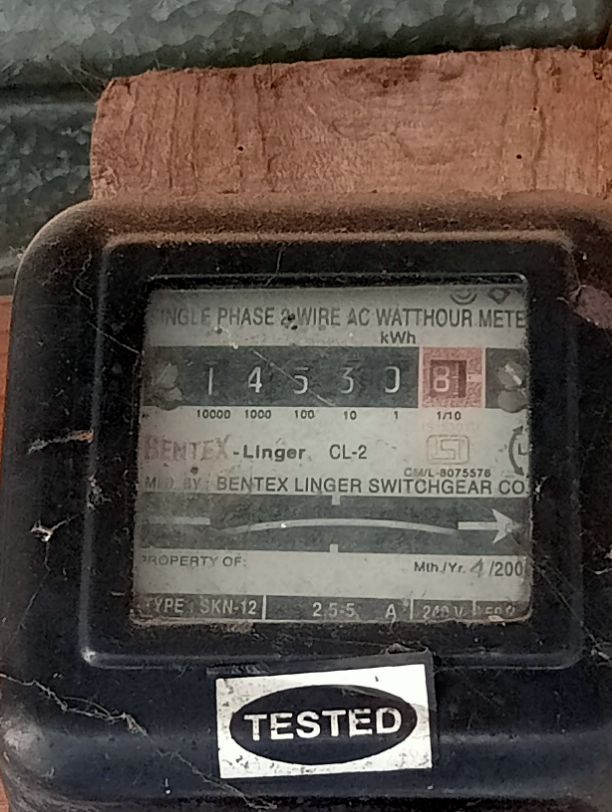 SINGLE PHASE 2 WIRE AC WATTHOUR METE
kWh
1 4 5 3 0 8
10000 1000 100 10 1 1/10
BENTEX-Linger CL-2
ISI
CM/L-8075576
MFD. BY: BENTEX LINGER SWITCHGEAR CO
PROPERTY OF: Mth./Yr. 4/200
TYPE: SKN-12 2.5-5 A 240 V
TESTED